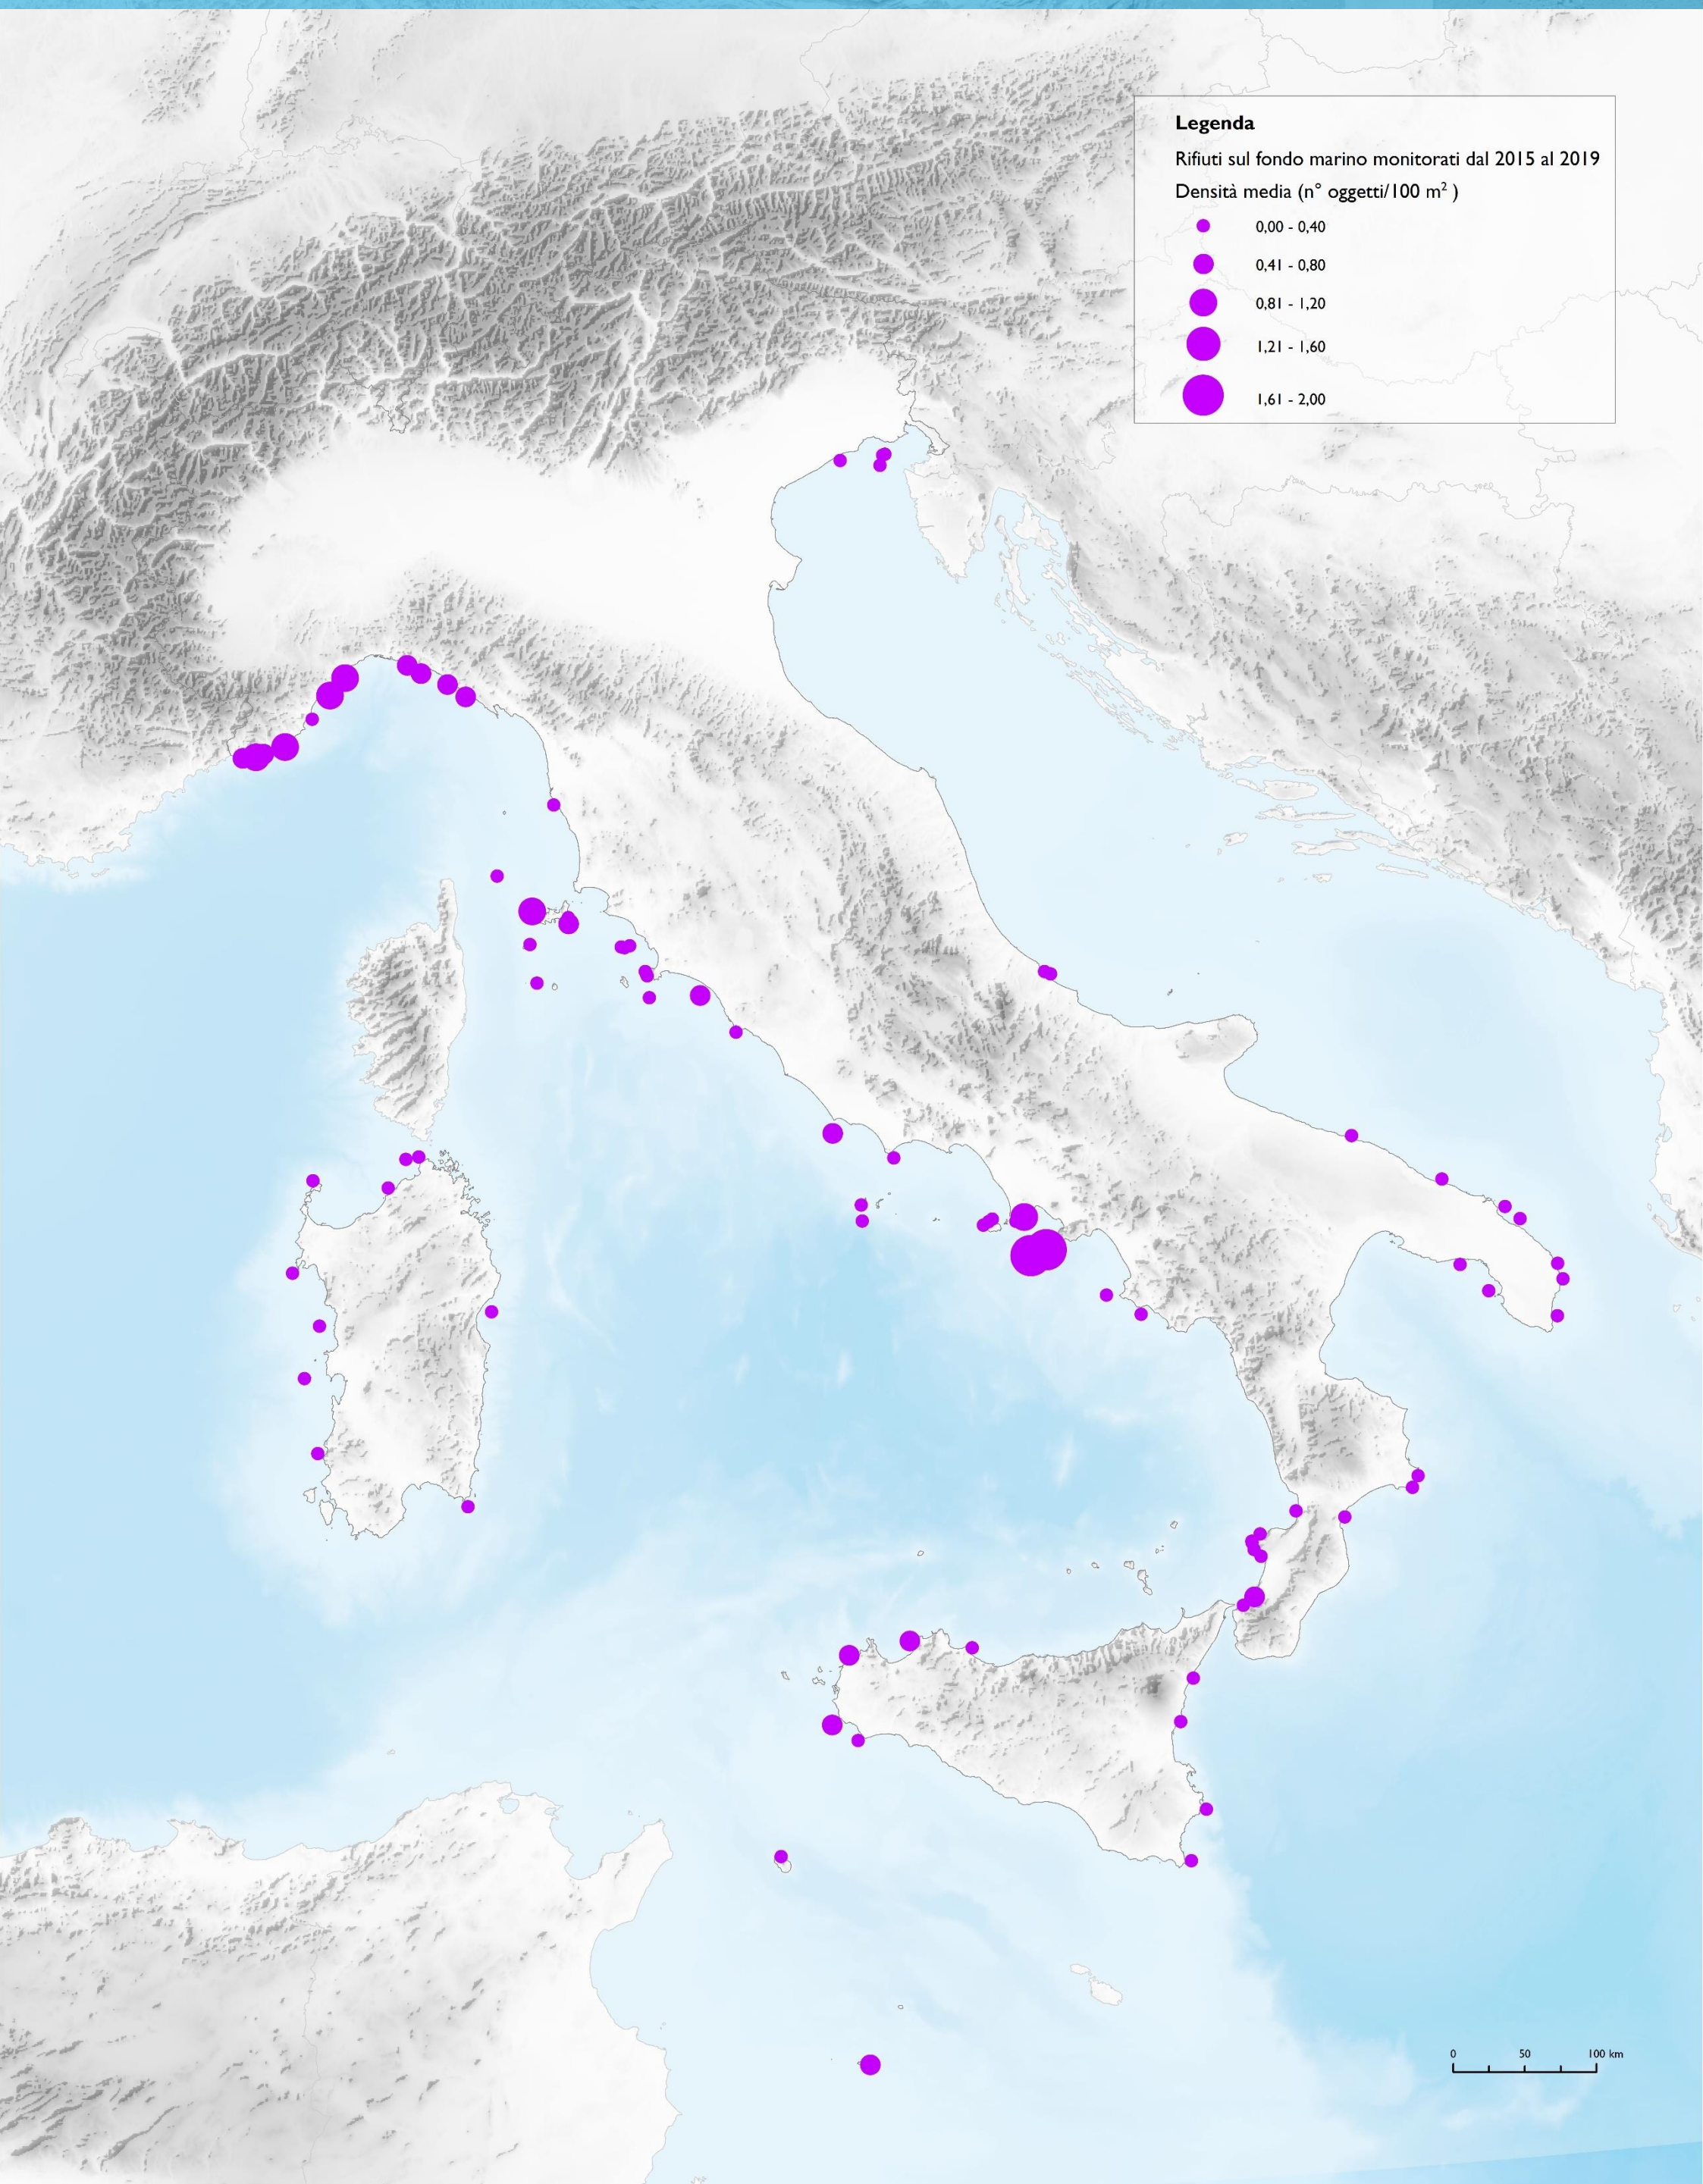 Legenda
Rifiuti sul fondo marino monitorati dal 2015 al 2019
Densità media (n° oggetti/100 m² )
0,00 - 0,40
0,41 - 0,80
0,81 - 1,20
1,21 - 1,60
1,61 - 2,00
0 50 100 km